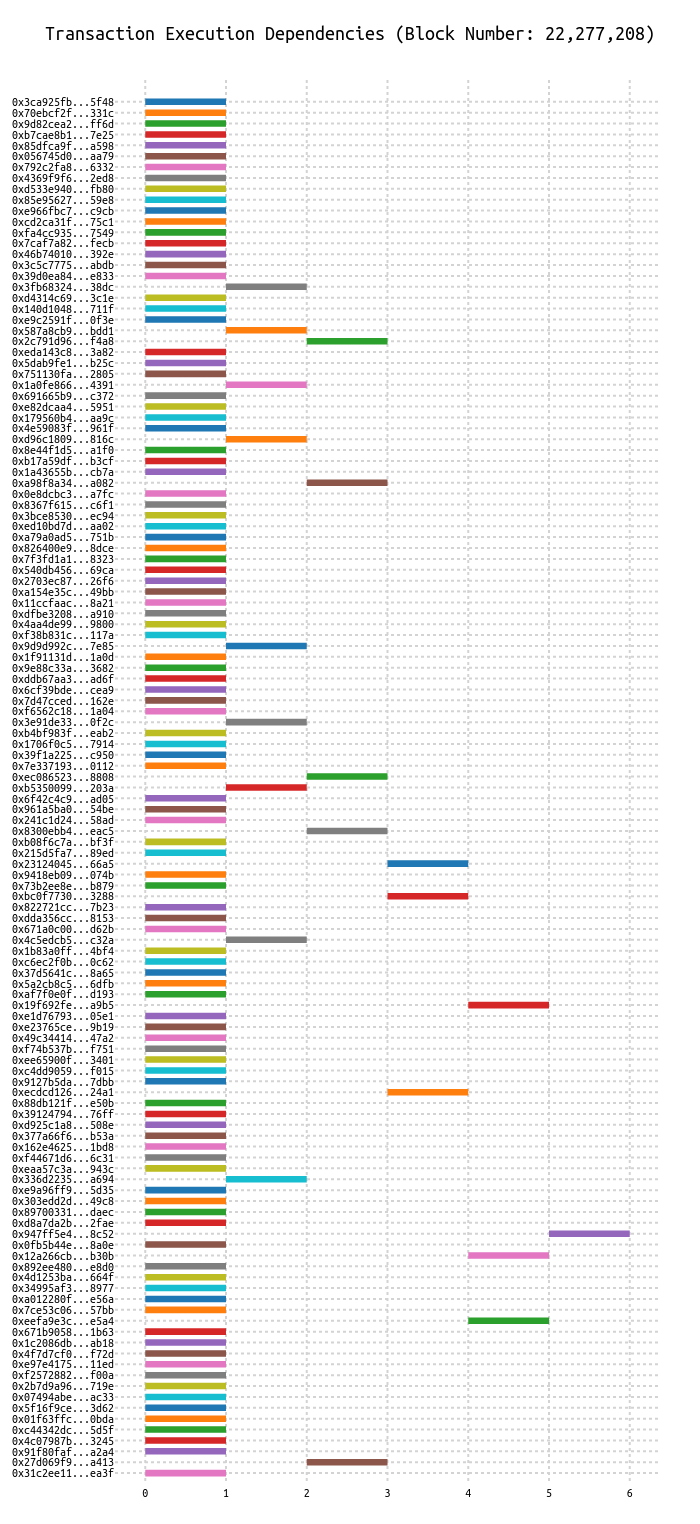 Transaction Execution Dependencies (Block Number: 22,277,208)
0x3ca925fb...5f48
0x70ebcf2f...331c
0x9d82cea2...ff6d
0xb7cae8b1...7e25
0x85dfca9f...a598
0x056745d0...aa79
0x792c2fa8...6332
0x4369f9f6...2ed8
0xd533e940...fb80
0x85e95627...59e8
0xe966fbc7...c9cb
0xcd2ca31f...75c1
0xfa4cc935...7549
0x7caf7a82...fecb
0x46b74010...392e
0x3c5c7775...abdb
0x39d0ea84...e833
0x3fb68324...38dc
0xd4314c69...3c1e
0x140d1048...711f
0xe9c2591f...0f3e
0x587a8cb9...bdd1
0x2c791d96...f4a8
0xeda143c8...3a82
0x5dab9fe1...b25c
0x751130fa...2805
0x1a0fe866...4391
0x691665b9...c372
0xe82dcaa4...5951
0x179560b4...aa9c
0x4e59083f...961f
0xd96c1809...816c
0x8e44f1d5...a1f0
0xb17a59df...b3cf
0x1a43655b...cb7a
0xa98f8a34...a082
0x0e8dcbc3...a7fc
0x8367f615...c6f1
0x3bce8530...ec94
0xed10bd7d...aa02
0xa79a0ad5...751b
0x826400e9...8dce
0x7f3fd1a1...8323
0x540db456...69ca
0x2703ec87...26f6
0xa154e35c...49bb
0x11ccfaac...8a21
0xdfbe3208...a910
0x4aa4de99...9800
0xf38b831c...117a
0x9d9d992c...7e85
0x1f91131d...1a0d
0x9e88c33a...3682
0xddb67aa3...ad6f
0x6cf39bde...cea9
0x7d47cced...162e
0xf6562c18...1a04
0x3e91de33...0f2c
0xb4bf983f...eab2
0x1706f0c5...7914
0x39f1a225...c950
0x7e337193...0112
0xec086523...8808
0xb5350099...203a
0x6f42c4c9...ad05
0x961a5ba0...54be
0x241c1d24...58ad
0x8300ebb4...eac5
0xb08f6c7a...bf3f
0x215d5fa7...89ed
0x23124045...66a5
0x9418eb09...074b
0x73b2ee8e...b879
0xbc0f7730...3288
0x822721cc...7b23
0xdda356cc...8153
0x671a0c00...d62b
0x4c5edcb5...c32a
0x1b83a0ff...4bf4
0xc6ec2f0b...0c62
0x37d5641c...8a65
0x5a2cb8c5...6dfb
0xaf7f0e0f...d193
0x19f692fe...a9b5
0xe1d76793...05e1
0xe23765ce...9b19
0x49c34414...47a2
0xf74b537b...f751
0xee65900f...3401
0xc4dd9059...f015
0x9127b5da...7dbb
0xecdcd126...24a1
0x88db121f...e50b
0x39124794...76ff
0xd925c1a8...508e
0x377a66f6...b53a
0x162e4625...1bd8
0xf44671d6...6c31
0xeaa57c3a...943c
0x336d2235...a694
0xe9a96ff9...5d35
0x303edd2d...49c8
0x89700331...daec
0xd8a7da2b...2fae
0x947ff5e4...8c52
0x0fb5b44e...8a0e
0x12a266cb...b30b
0x892ee480...e8d0
0x4d1253ba...664f
0x34995af3...8977
0xa012280f...e56a
0x7ce53c06...57bb
0xeefa9e3c...e5a4
0x671b9058...1b63
0x1c2086db...ab18
0x4f7d7cf0...f72d
0xe97e4175...11ed
0xf2572882...f00a
0x2b7d9a96...719e
0x07494abe...ac33
0x5f16f9ce...3d62
0x01f63ffc...0bda
0xc44342dc...5d5f
0x4c07987b...3245
0x91f80faf...a2a4
0x27d069f9...a413
0x31c2ee11...ea3f
0 1 2 3 4 5 6